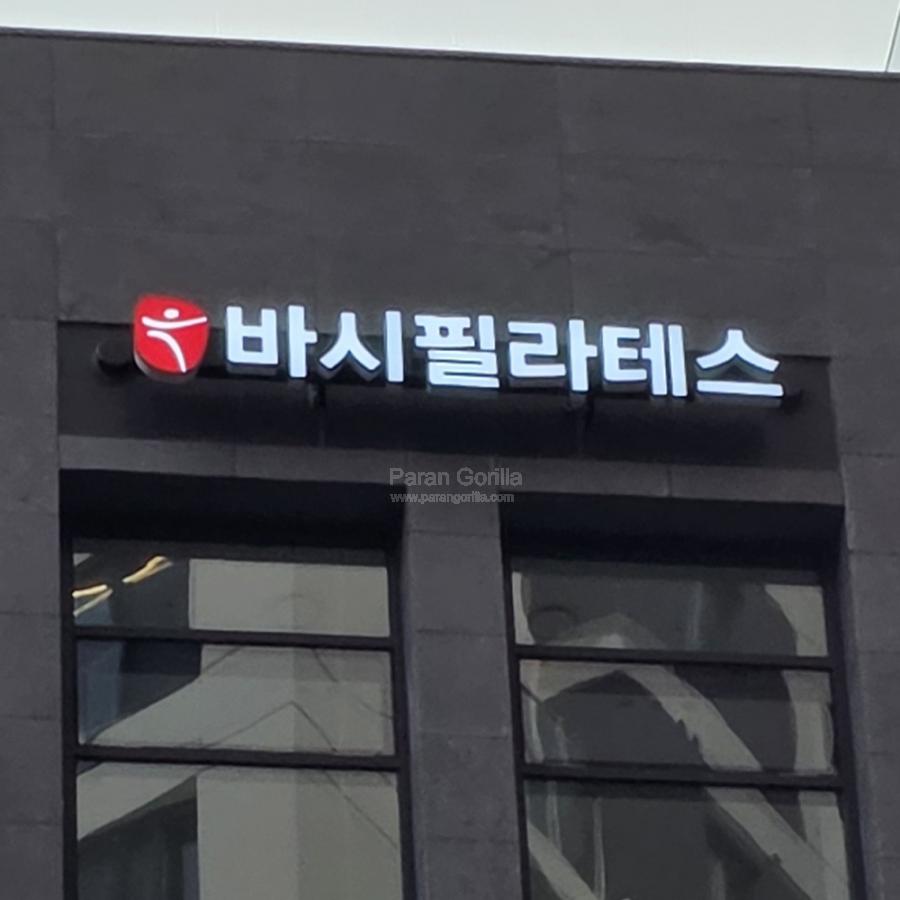 바시필라테스
Paran Gorilla
www.parangorilla.com